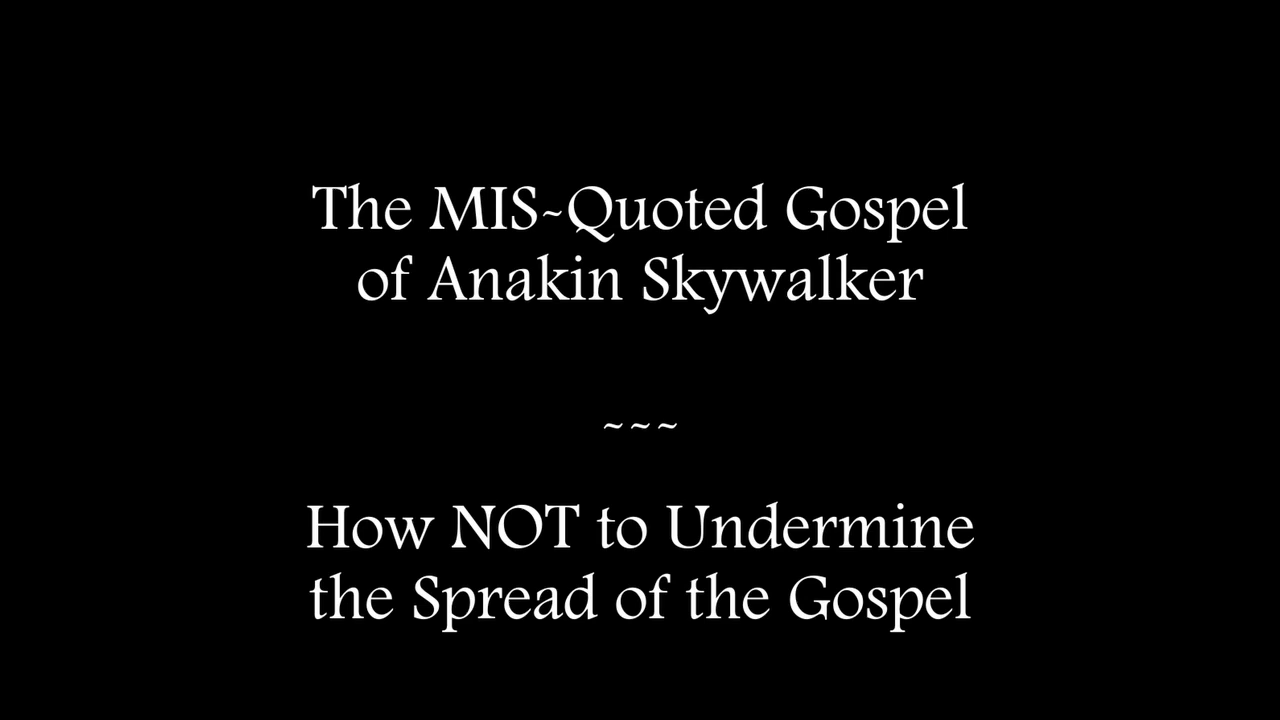 The MIS-Quoted Gospel
of Anakin Skywalker
~~~
How NOT to Undermine
the Spread of the Gospel